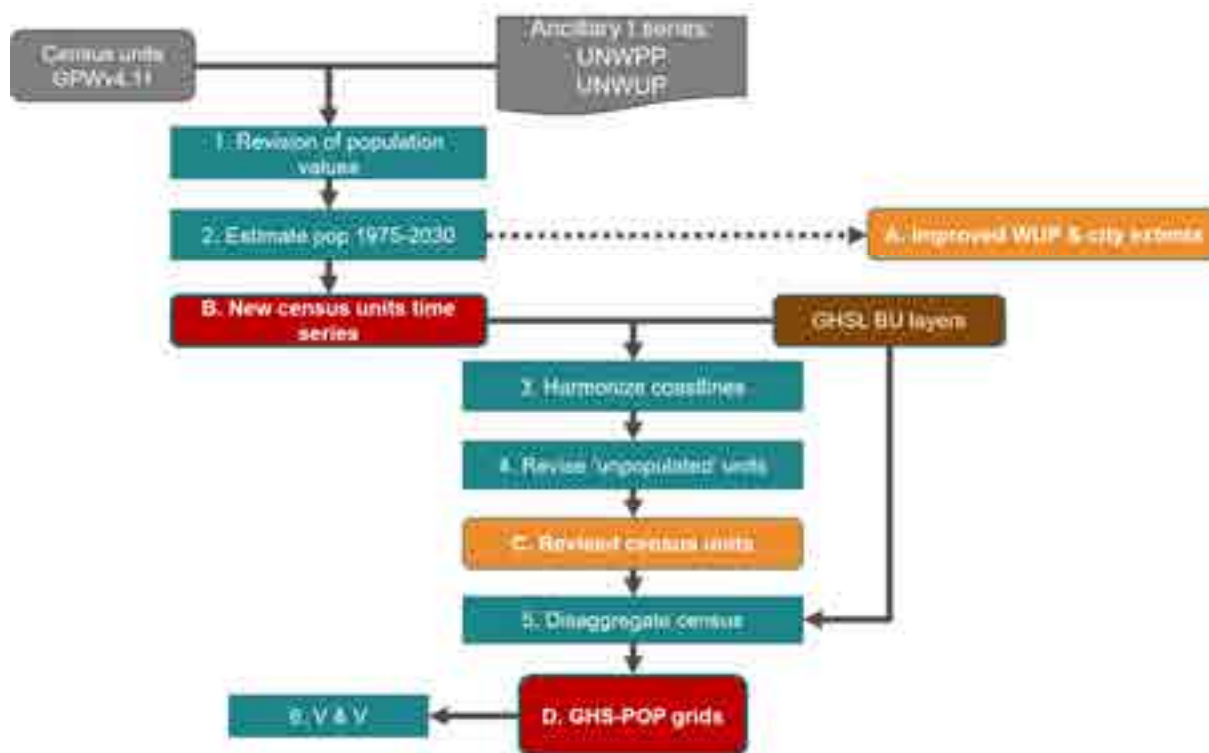 Census units
GPWv4.11
Ancillary t.series:
UNWPP
UNWUP
1. Revision of population
values
2. Estimate pop 1975-2030
A. Improved WUP & city extents
B. New census units time
series
GHSL BU layers
3. Harmonize coastlines
4. Revise 'unpopulated' units
C. Revised census units
5. Disaggregate census
D. GHS-POP grids
6. V & V